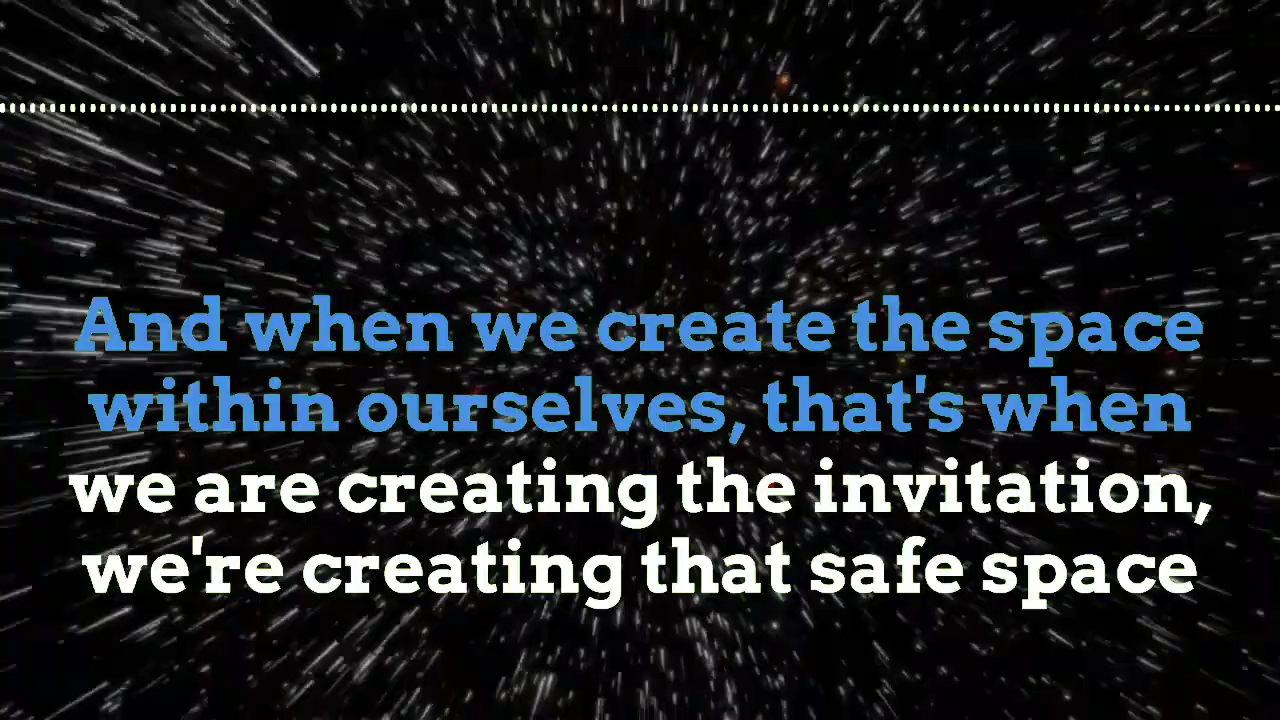 And when we create the space
within ourselves, that's when
we are creating the invitation,
we're creating that safe space